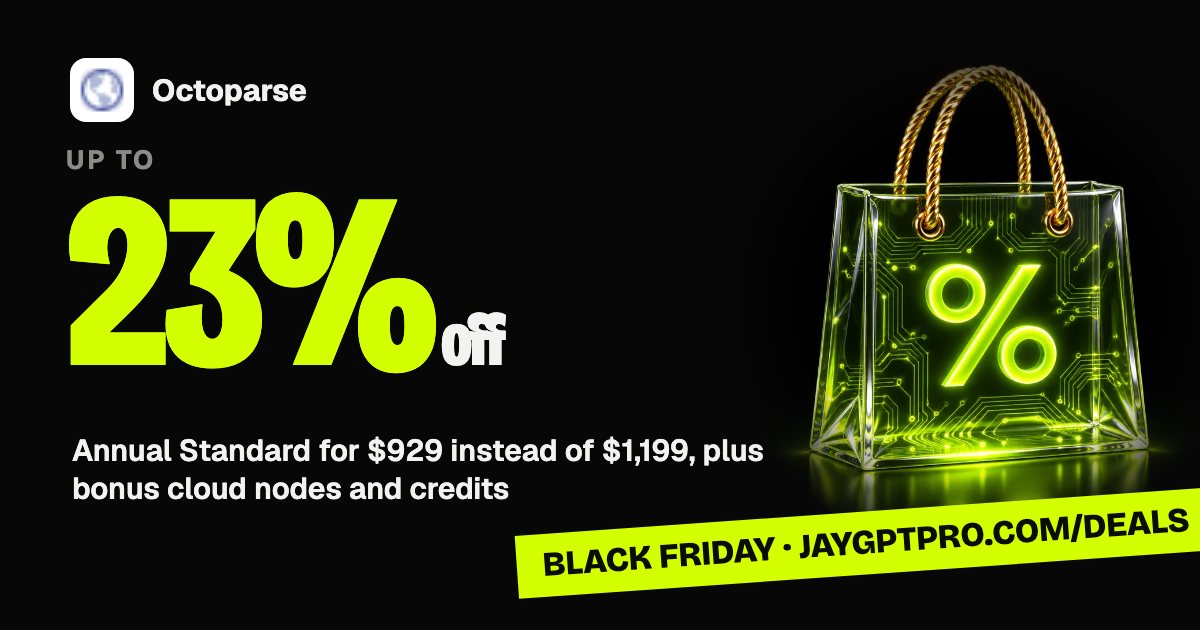 Octoparse
UP TO
23% off
Annual Standard for $929 instead of $1,199, plus
bonus cloud nodes and credits
%
BLACK FRIDAY · JAYGPTPRO.COM/DEALS